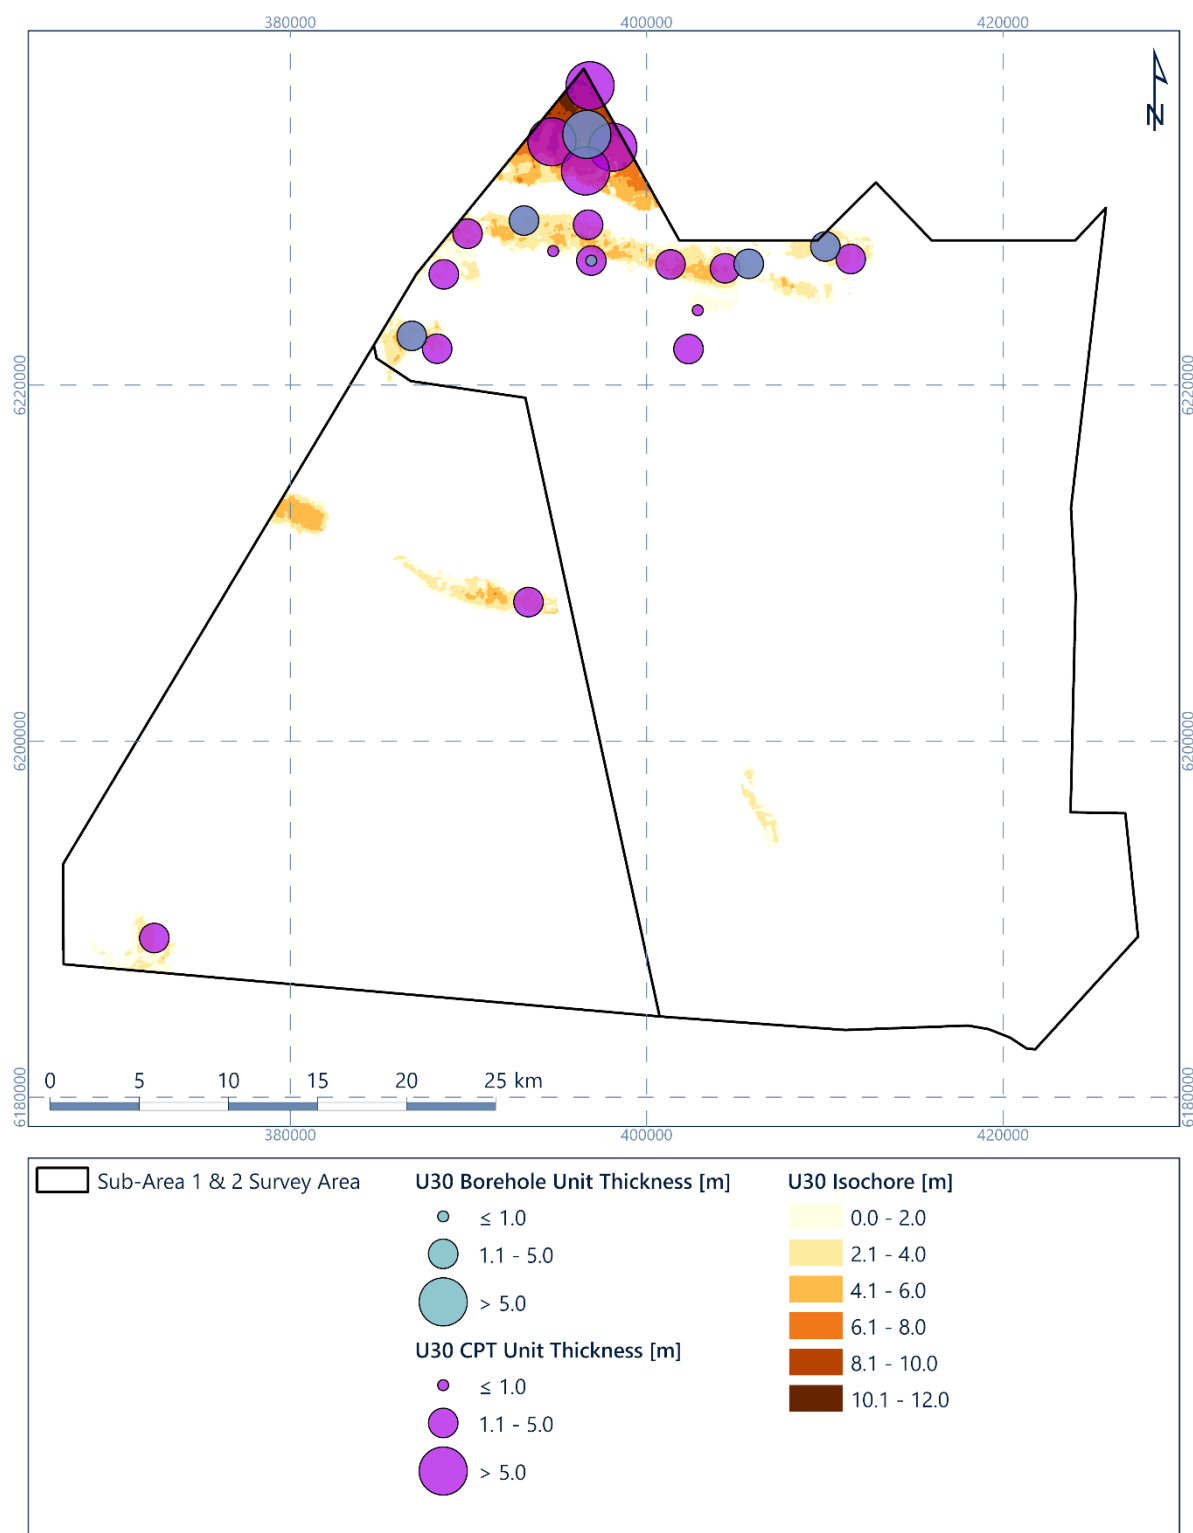 380000 400000 420000
N
6220000 6220000
6200000 6200000
0 5 10 15 20 25 km
6180000 6180000
380000 400000 420000
Sub-Area 1 & 2 Survey Area
U30 Borehole Unit Thickness [m]
≤ 1.0
1.1 - 5.0
> 5.0
U30 CPT Unit Thickness [m]
≤ 1.0
1.1 - 5.0
> 5.0
U30 Isochore [m]
0.0 - 2.0
2.1 - 4.0
4.1 - 6.0
6.1 - 8.0
8.1 - 10.0
10.1 - 12.0